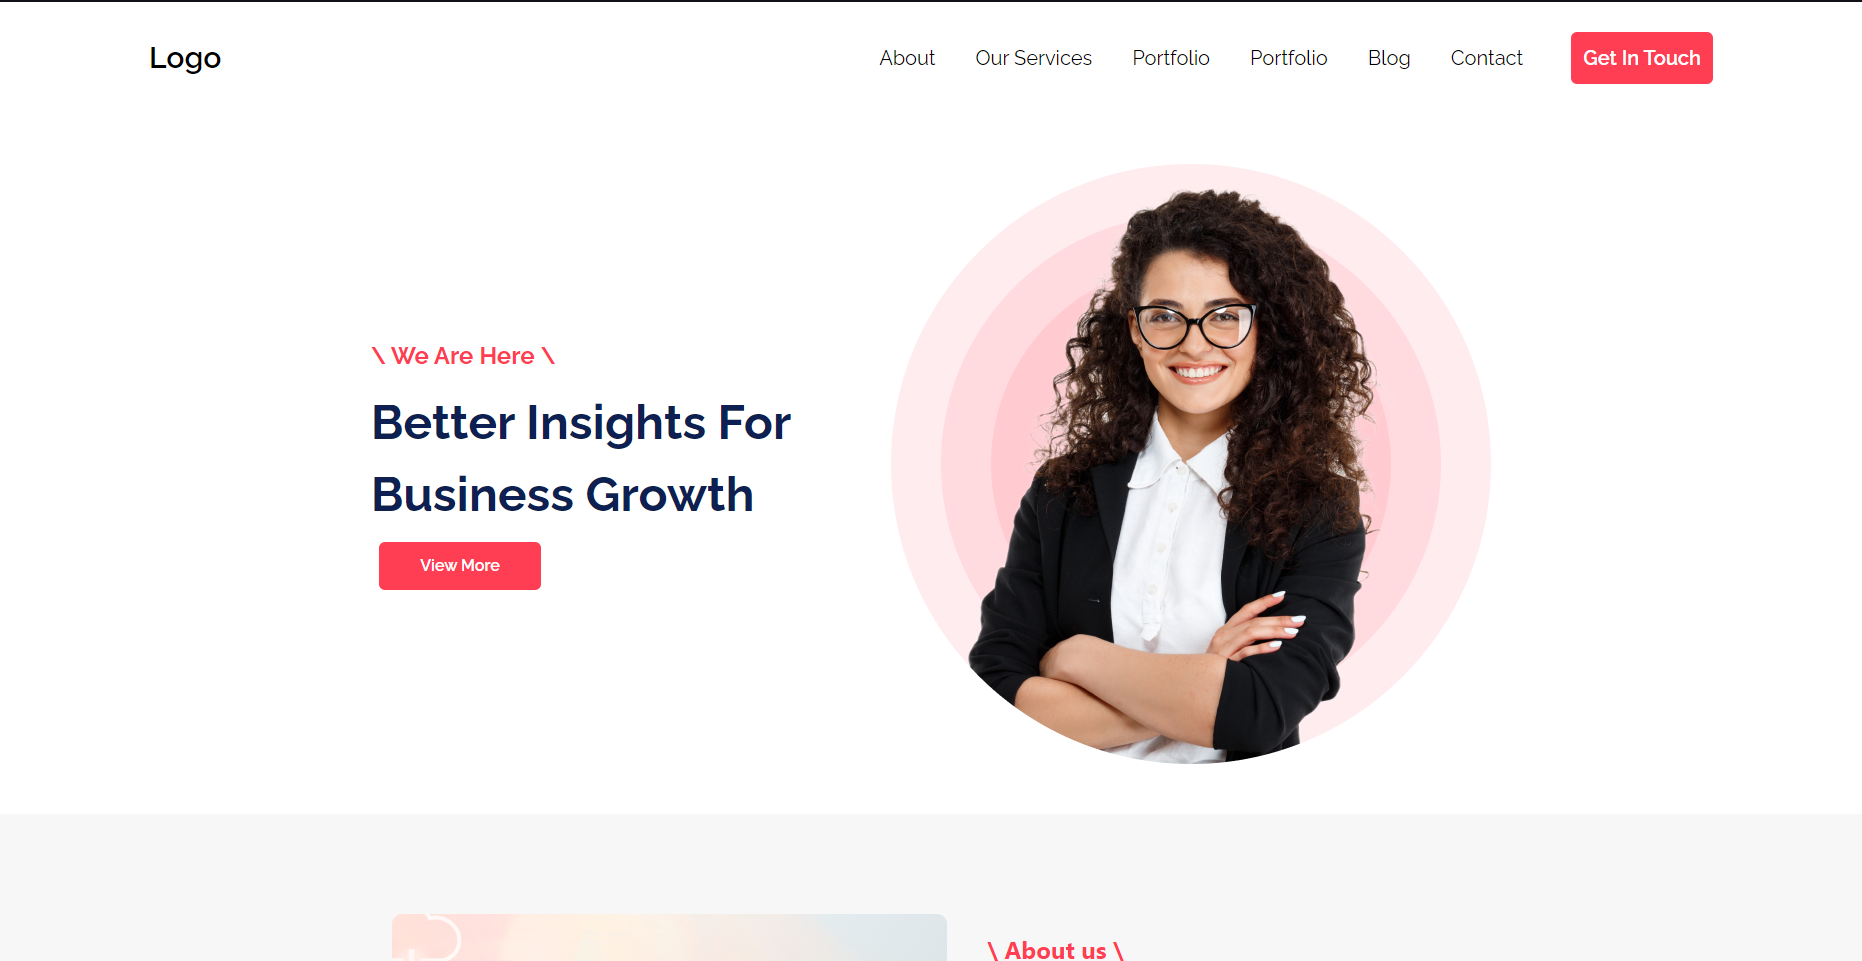 Logo
About
Our Services
Portfolio
Portfolio
Blog
Contact
Get In Touch
\ We Are Here \
Better Insights For
Business Growth
View More
\ About us \